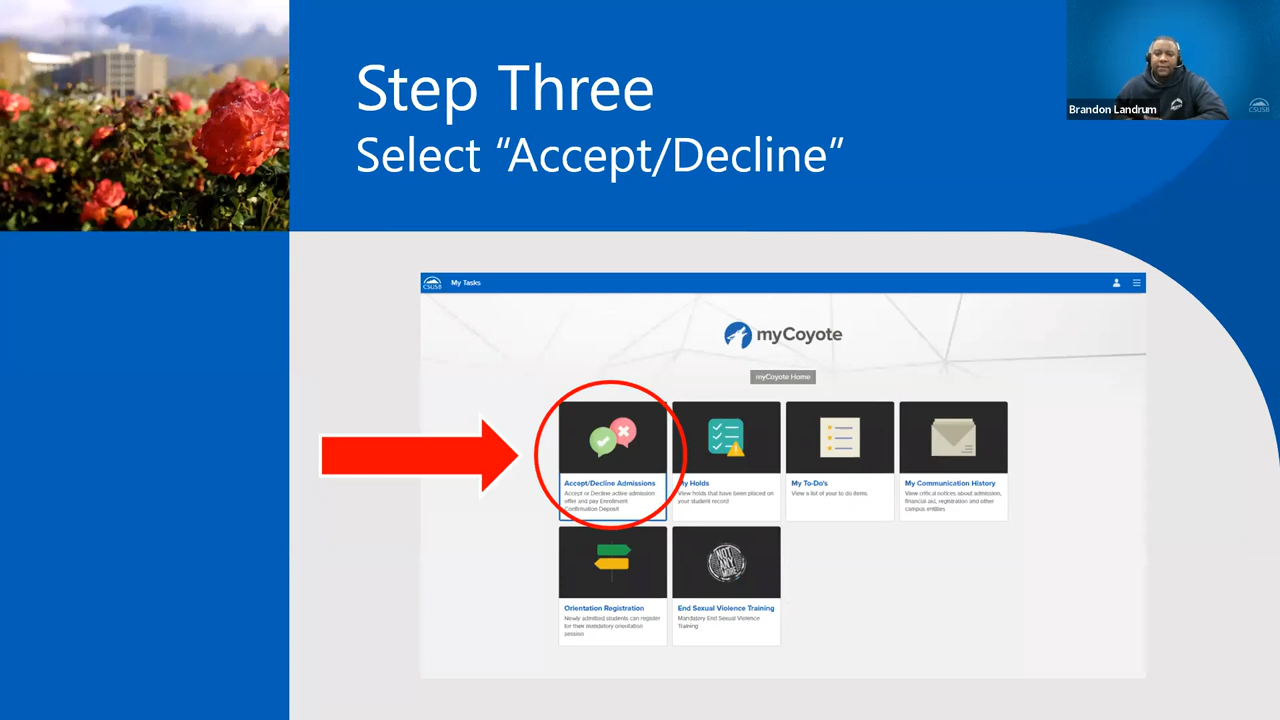 Step Three
Select “Accept/Decline”
Brandon Landrum
CSUSB
CSUSB
My Tasks
myCoyote
myCoyote Home
Accept/Decline Admissions
Accept or Decline active admission
offer and pay Enrollment
Confirmation Deposit
My Holds
View holds that have been placed on
your student record
My To-Do's
View a list of your to do items
My Communication History
View critical notices about admission,
financial aid, registration and other
campus entities
NOT
ANY
MORE
Orientation Registration
Newly admitted students can register
for their mandatory orientation
session
End Sexual Violence Training
Mandatory End Sexual Violence
Training